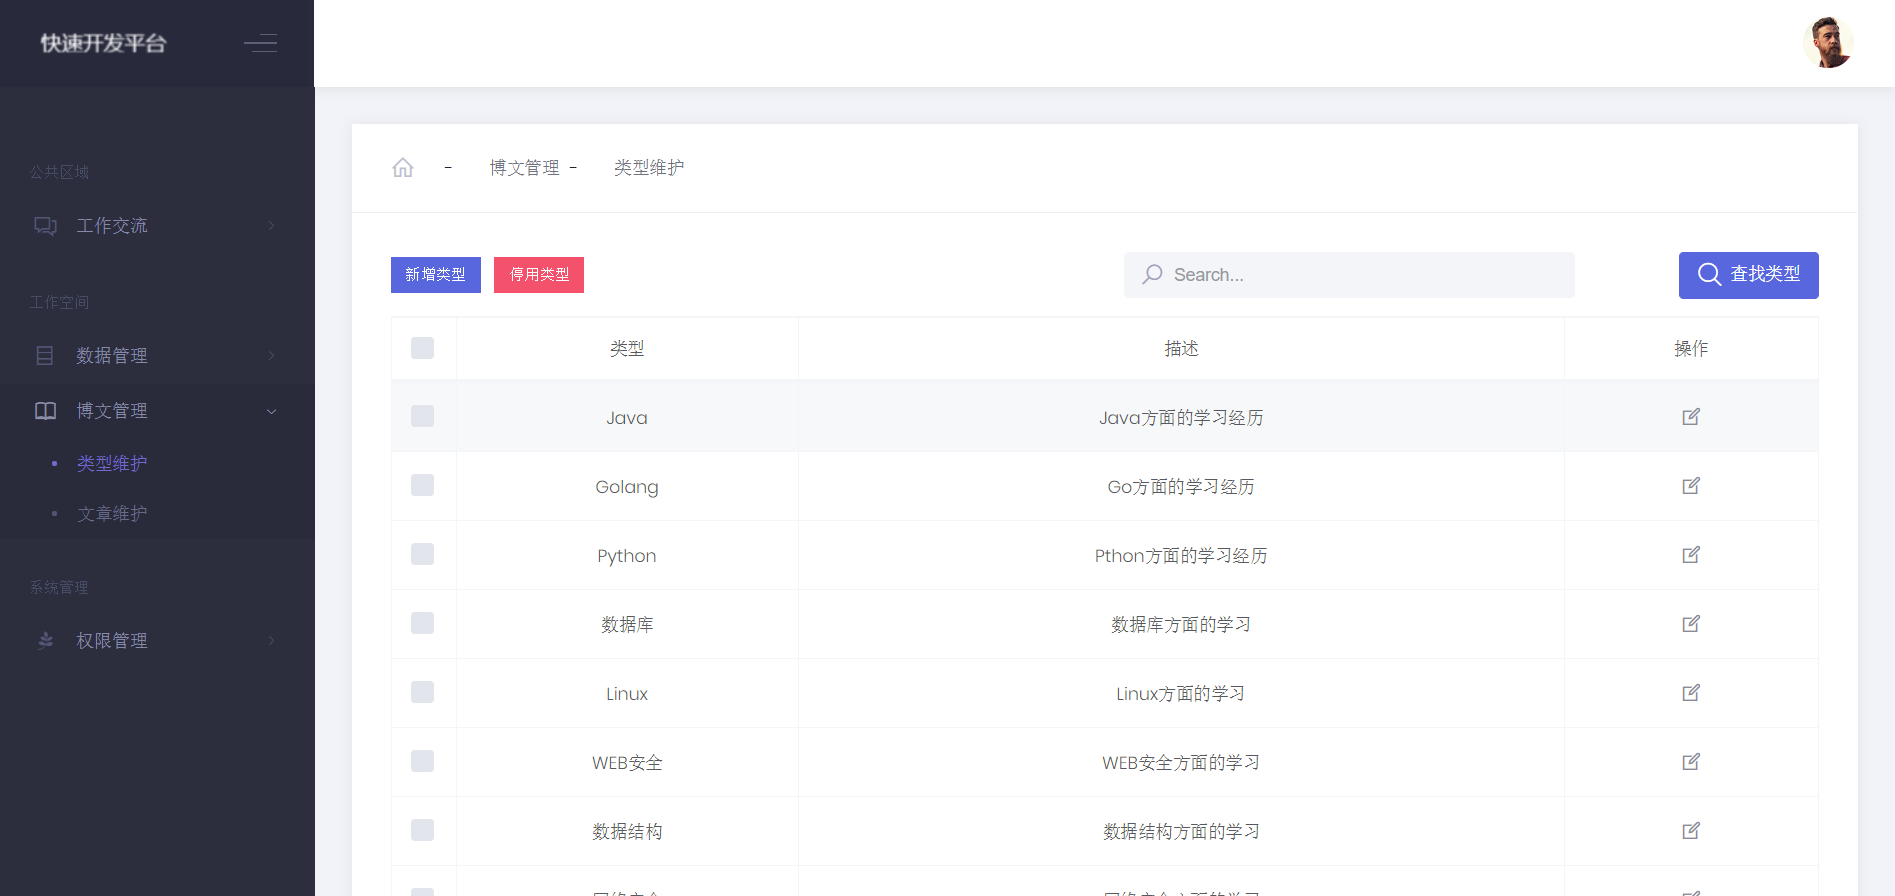 快速开发平台
公共区域
工作交流
工作空间
数据管理
博文管理
类型维护
文章维护
系统管理
权限管理
- 博文管理 - 类型维护
新增类型 停用类型 Search... 查找类型
类型 描述 操作
Java Java方面的学习经历
Golang Go方面的学习经历
Python Pthon方面的学习经历
数据库 数据库方面的学习
Linux Linux方面的学习
WEB安全 WEB安全方面的学习
数据结构 数据结构方面的学习